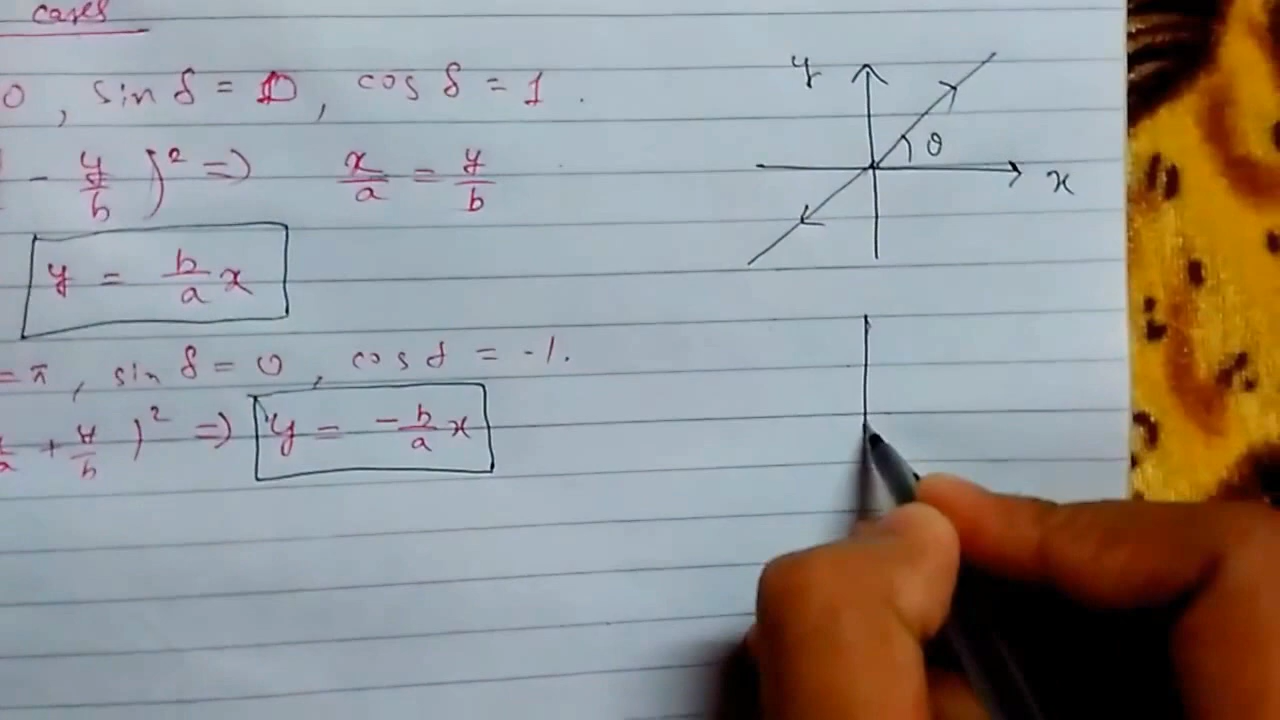 cases
0, sin δ = 0, cos δ = 1.
- y/b )² => x/a = y/b
y = b/a x
= π, sin δ = 0, cos δ = -1.
/a + y/b )² => y = - b/a x
y
θ
x